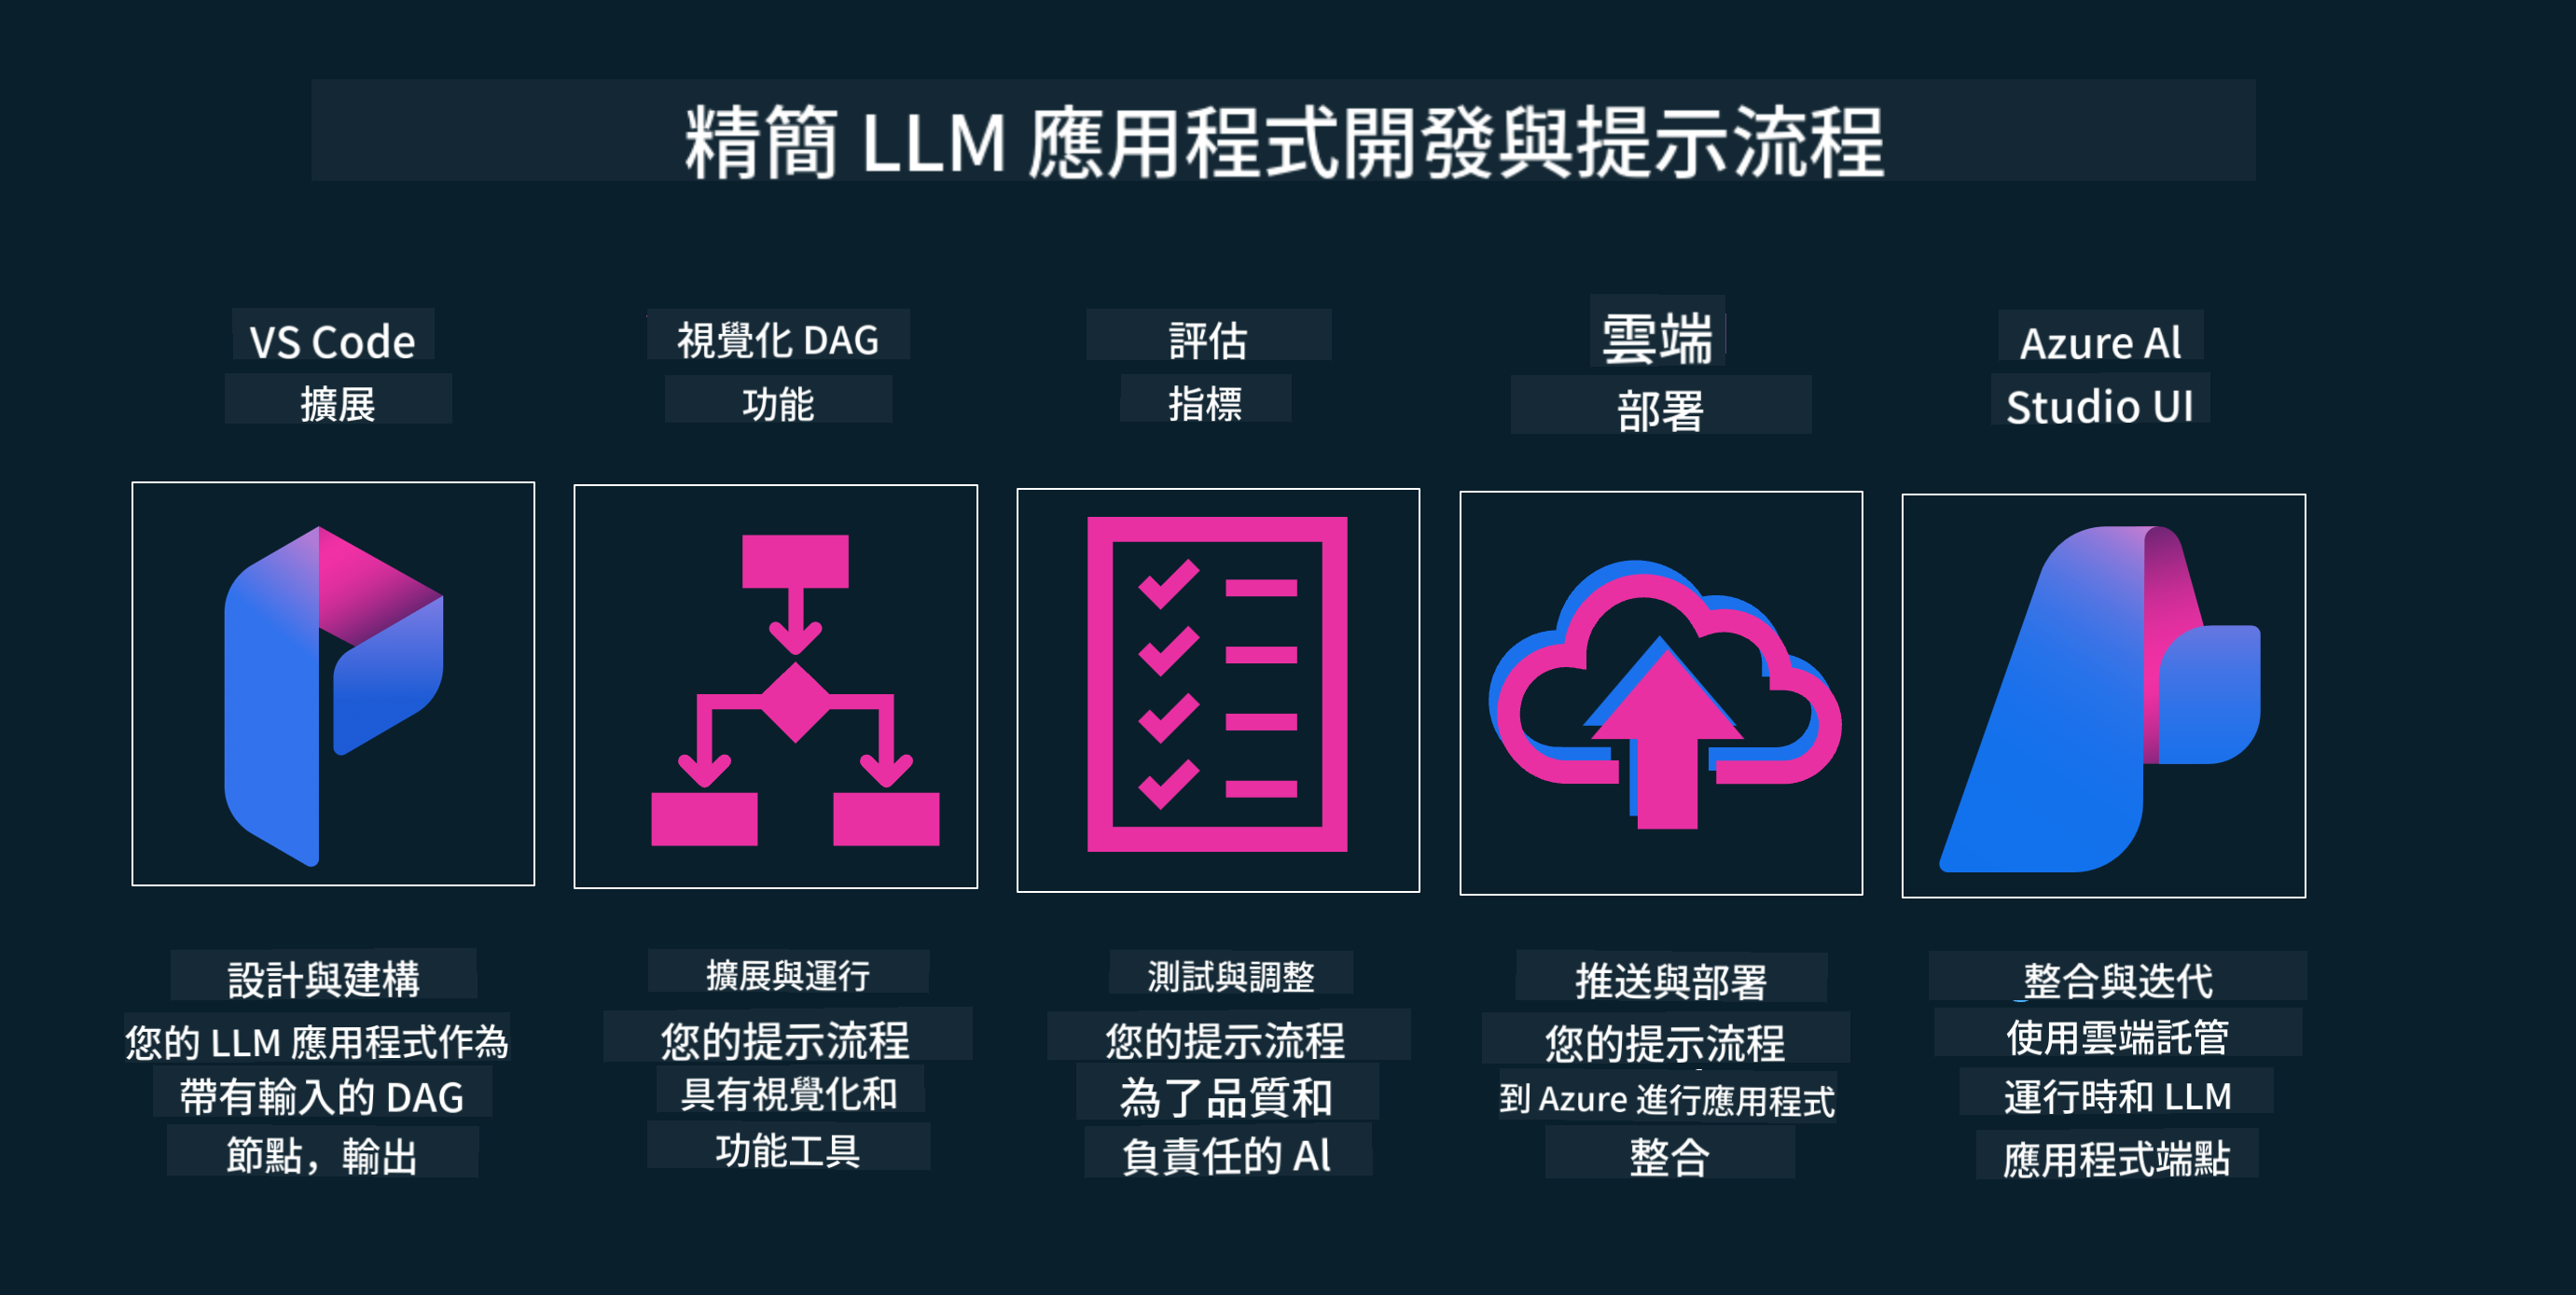 精簡 LLM 應用程式開發與提示流程
VS Code
擴展
視覺化 DAG
功能
評估
指標
雲端
部署
Azure Al
Studio UI
設計與建構
您的 LLM 應用程式作為
帶有輸入的 DAG
節點，輸出
擴展與運行
您的提示流程
具有視覺化和
功能工具
測試與調整
您的提示流程
為了品質和
負責任的 Al
推送與部署
您的提示流程
到 Azure 進行應用程式
整合
整合與迭代
使用雲端託管
運行時和 LLM
應用程式端點